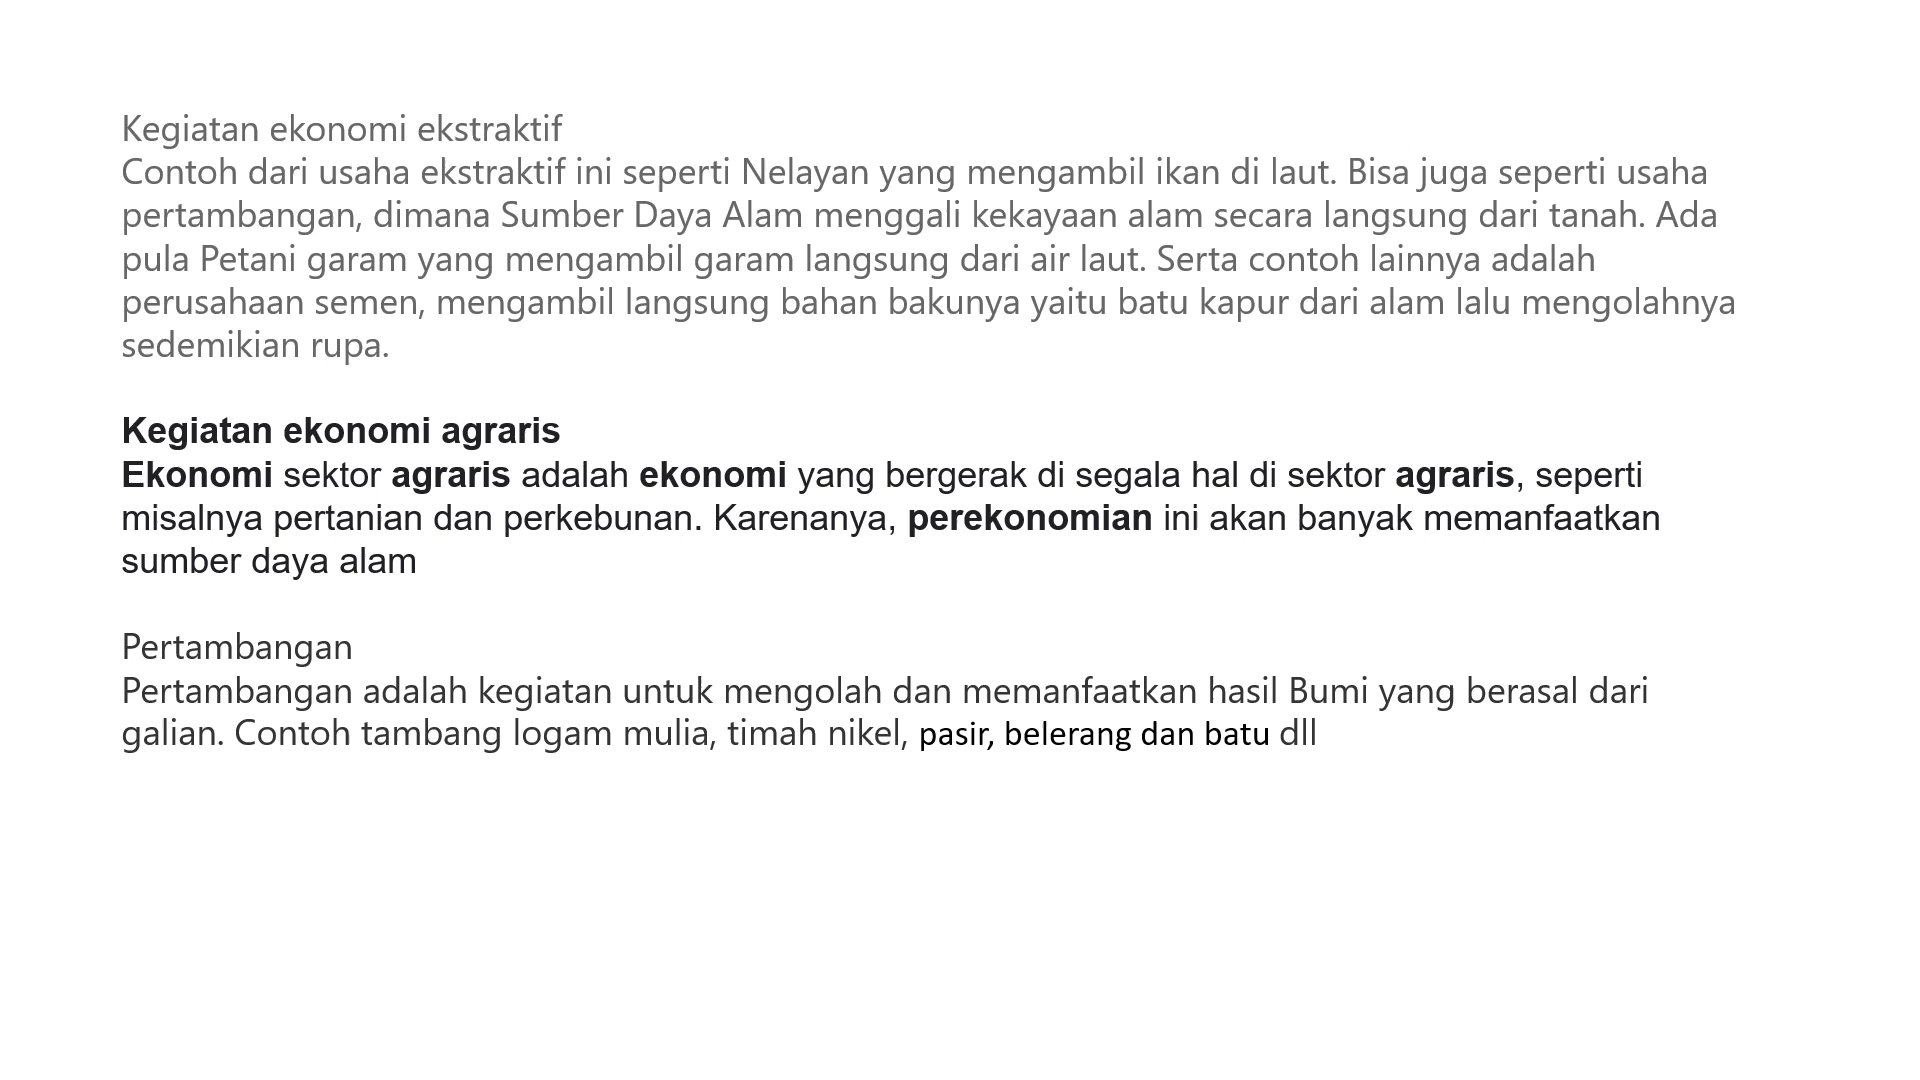 Kegiatan ekonomi ekstraktif
Contoh dari usaha ekstraktif ini seperti Nelayan yang mengambil ikan di laut. Bisa juga seperti usaha
pertambangan, dimana Sumber Daya Alam menggali kekayaan alam secara langsung dari tanah. Ada
pula Petani garam yang mengambil garam langsung dari air laut. Serta contoh lainnya adalah
perusahaan semen, mengambil langsung bahan bakunya yaitu batu kapur dari alam lalu mengolahnya
sedemikian rupa.
Kegiatan ekonomi agraris
Ekonomi sektor agraris adalah ekonomi yang bergerak di segala hal di sektor agraris, seperti
misalnya pertanian dan perkebunan. Karenanya, perekonomian ini akan banyak memanfaatkan
sumber daya alam
Pertambangan
Pertambangan adalah kegiatan untuk mengolah dan memanfaatkan hasil Bumi yang berasal dari
galian. Contoh tambang logam mulia, timah nikel, pasir, belerang dan batu dll